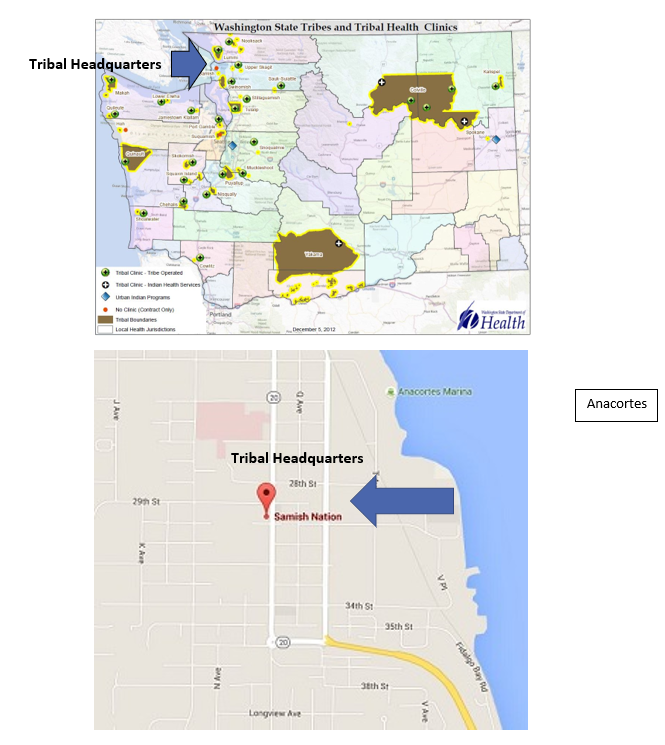 Washington State Tribes and Tribal Health Clinics
Tribal Headquarters
Nooksack
Lummi
Upper Skagit
Sauk-Suiattle
Swinomish
Stillaguamish
Tulalip
Makah
Lower Elwha
Quileute
Jamestown Klallam
Port Gamble
Suquamish
Snoqualmie
Quinault
Skokomish
Squaxin Island
Muckleshoot
Puyallup
Nisqually
Chehalis
Shoalwater
Cowlitz
Colville
Kalispel
Spokane
Yakama
Portland
Tribal Clinic - Tribe Operated
Tribal Clinic - Indian Health Services
Urban Indian Programs
No Clinic (Contract Only)
Tribal Boundaries
Local Health Jurisdictions
December 5, 2012
Washington State Department of
Health
Anacortes
Anacortes Marina
J Ave
20
Q Ave
Tribal Headquarters
28th St
29th St
Samish Nation
K Ave
V Pl
34th St
35th St
20
Fidalgo Bay Rd
N Ave
38th St
V Ave
Longview Ave